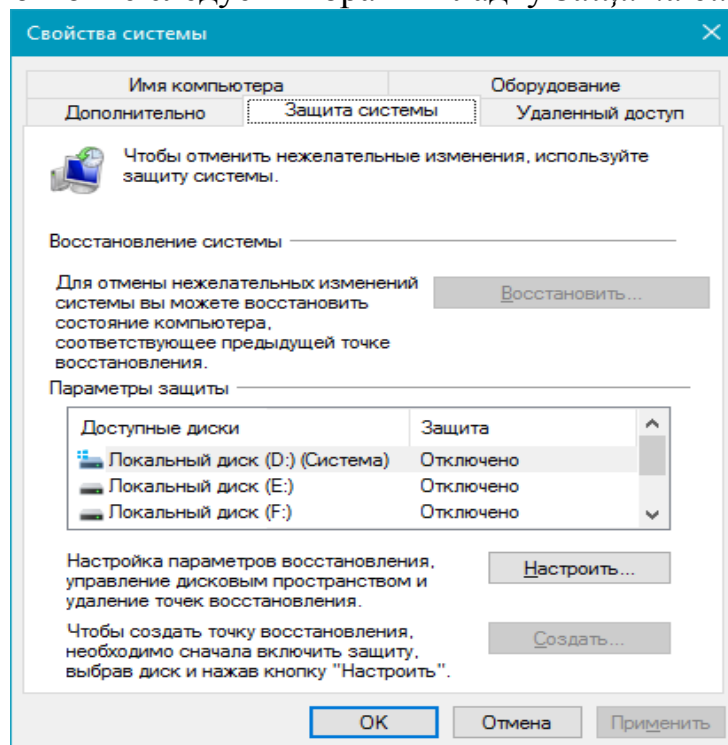 Свойства системы
Имя компьютера
Оборудование
Дополнительно
Защита системы
Удаленный доступ
Чтобы отменить нежелательные изменения, используйте
защиту системы.
Восстановление системы
Для отмены нежелательных изменений
системы вы можете восстановить
состояние компьютера,
соответствующее предыдущей точке
восстановления.
Восстановить...
Параметры защиты
Доступные диски
Защита
Локальный диск (D:) (Система)
Отключено
Локальный диск (E:)
Отключено
Локальный диск (F:)
Отключено
Настройка параметров восстановления,
управление дисковым пространством и
удаление точек восстановления.
Настроить...
Чтобы создать точку восстановления,
необходимо сначала включить защиту,
выбрав диск и нажав кнопку "Настроить".
Создать...
ОК
Отмена
Применить